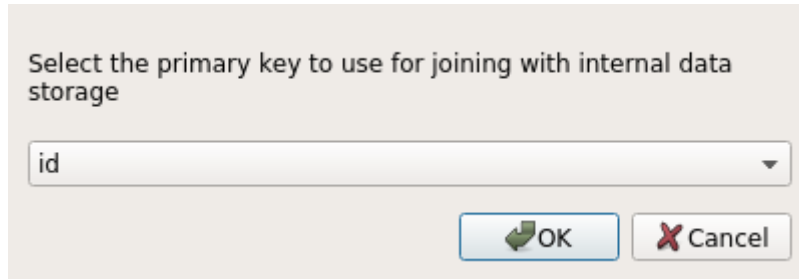 Select the primary key to use for joining with internal data
storage
id
OK
Cancel